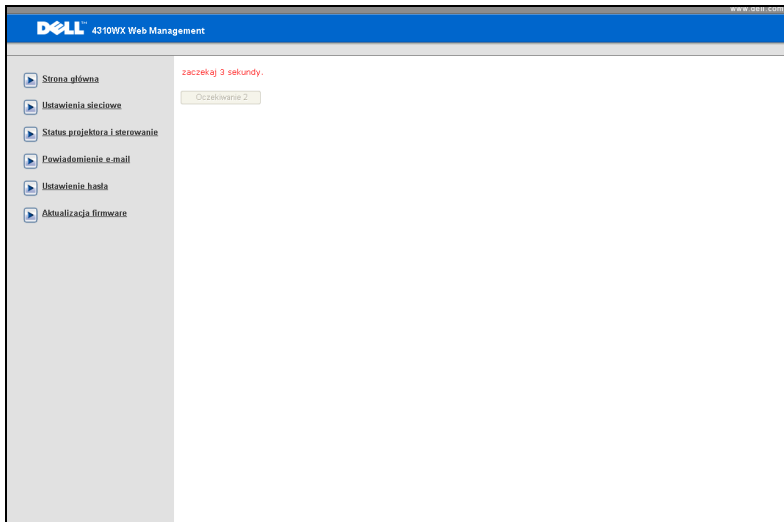 www.dell.com
DELL™ 4310WX Web Management
Strona główna
Ustawienia sieciowe
Status projektora i sterowanie
Powiadomienie e-mail
Ustawienie hasła
Aktualizacja firmware
zaczekaj 3 sekundy.
Oczekiwanie 2